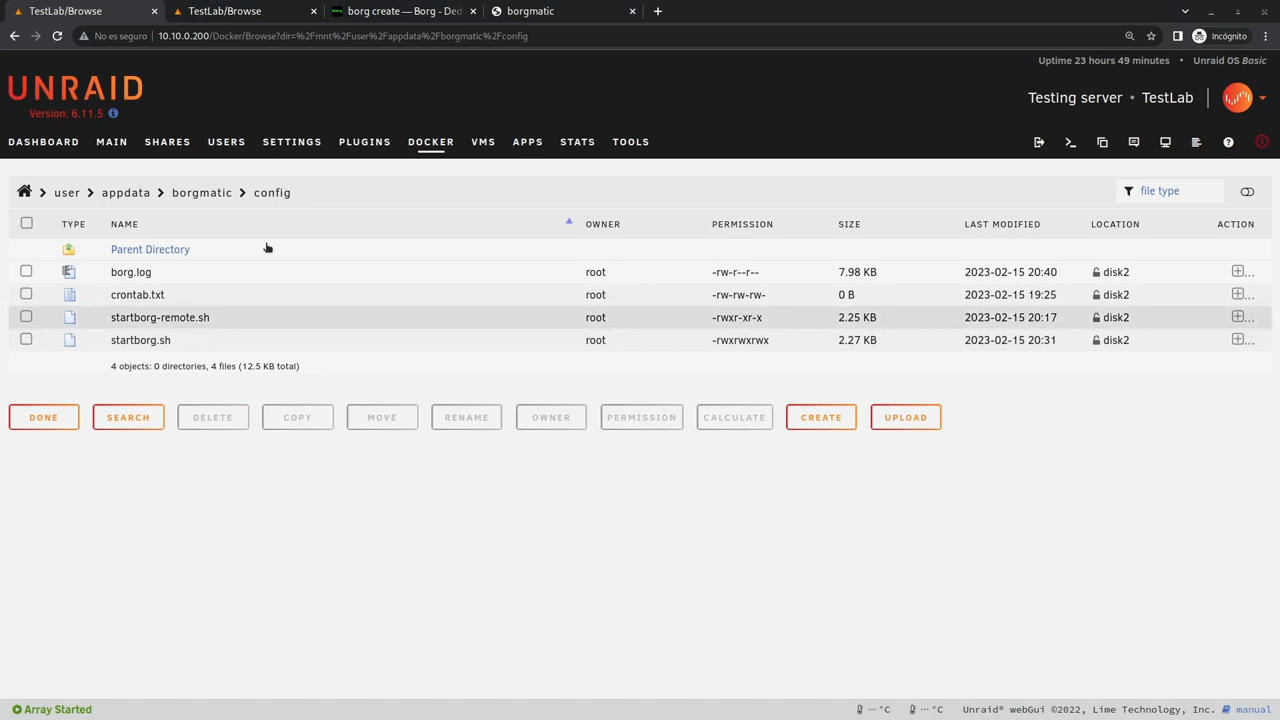 TestLab/Browse
TestLab/Browse
borg create — Borg - Ded
borgmatic
No es seguro
10.10.0.200/Docker/Browse?dir=%2Fmnt%2Fuser%2Fappdata%2Fborgmatic%2Fconfig
Incógnito
Uptime 23 hours 49 minutes • Unraid OS Basic
UNRAID
Version: 6.11.5
Testing server • TestLab
DASHBOARD MAIN SHARES USERS SETTINGS PLUGINS DOCKER VMS APPS STATS TOOLS
user appdata borgmatic config
file type
TYPE NAME OWNER PERMISSION SIZE LAST MODIFIED LOCATION ACTION
Parent Directory
borg.log root -rw-r--r-- 7.98 KB 2023-02-15 20:40 disk2 ...
crontab.txt root -rw-rw-rw- 0 B 2023-02-15 19:25 disk2 ...
startborg-remote.sh root -rwxr-xr-x 2.25 KB 2023-02-15 20:17 disk2 ...
startborg.sh root -rwxrwxrwx 2.27 KB 2023-02-15 20:31 disk2 ...
4 objects: 0 directories, 4 files (12.5 KB total)
DONE SEARCH DELETE COPY MOVE RENAME OWNER PERMISSION CALCULATE CREATE UPLOAD
Array Started
··· °C ··· °C Unraid® webGui ©2022, Lime Technology, Inc. manual